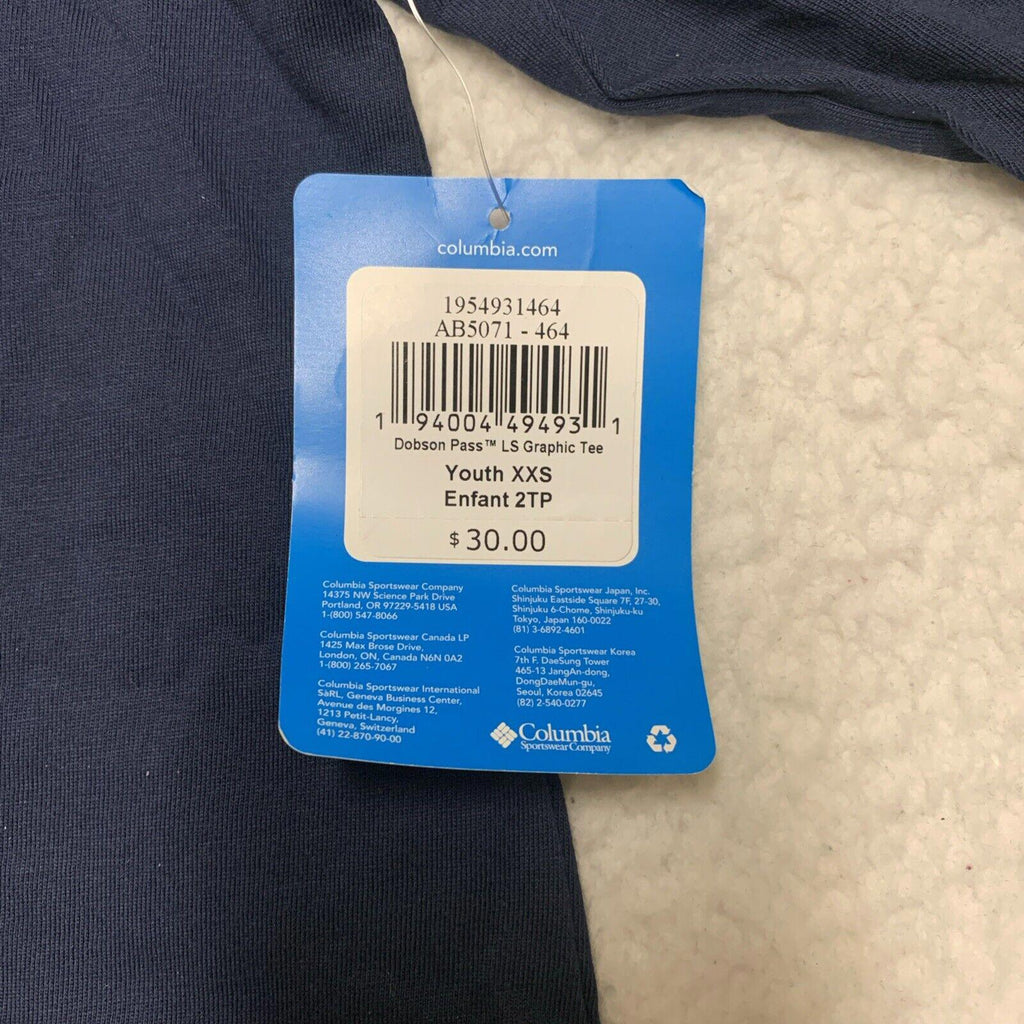 columbia.com
1954931464
AB5071 - 464
1 94004 49493 1
Dobson Pass™ LS Graphic Tee
Youth XXS
Enfant 2TP
$ 30.00
Columbia Sportswear Company
14375 NW Science Park Drive
Portland, OR 97229-5418 USA
1-(800) 547-8066
Columbia Sportswear Canada LP
1425 Max Brose Drive,
London, ON, Canada N6N 0A2
1-(800) 265-7067
Columbia Sportswear International
SàRL, Geneva Business Center,
Avenue des Morgines 12,
1213 Petit-Lancy,
Geneva, Switzerland
(41) 22-870-90-00
Columbia Sportswear Japan, Inc.
Shinjuku Eastside Square 7F, 27-30,
Shinjuku 6-Chome, Shinjuku-ku
Tokyo, Japan 160-0022
(81) 3-6892-4601
Columbia Sportswear Korea
7th F. DaeSung Tower
465-13 JangAn-dong,
DongDaeMun-gu,
Seoul, Korea 02645
(82) 2-540-0277
Columbia
Sportswear Company